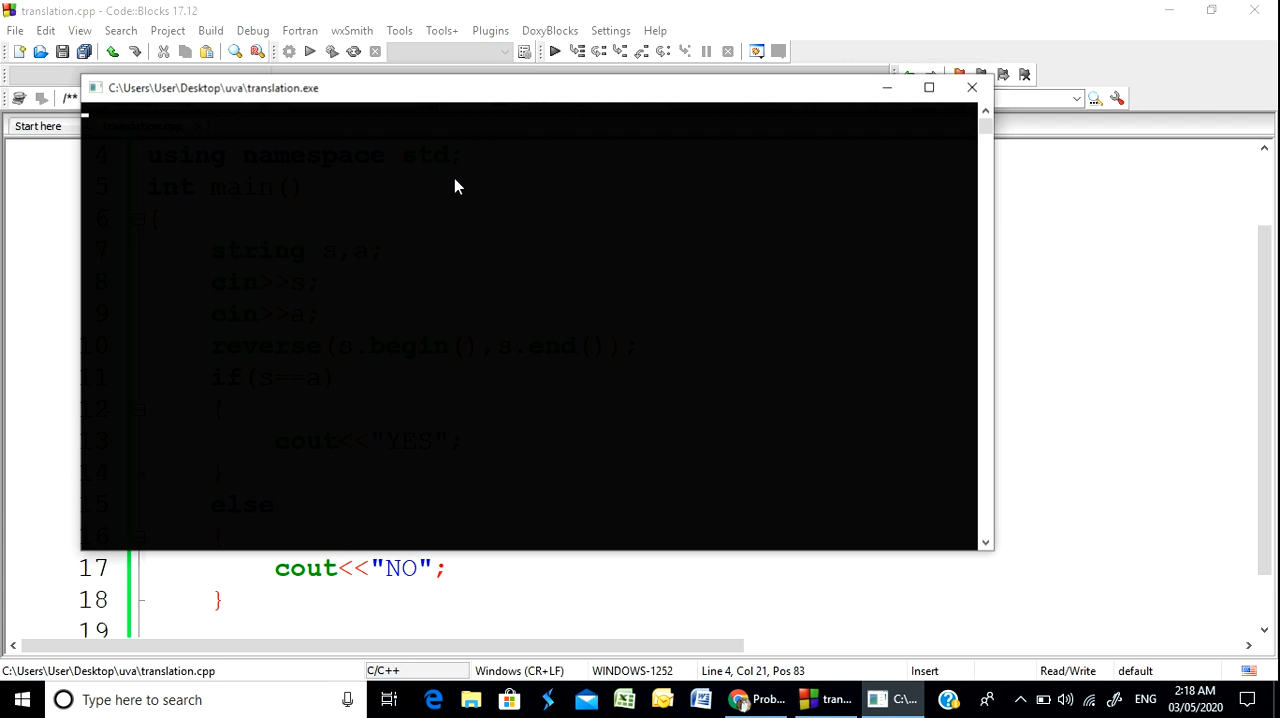 translation.cpp - Code::Blocks 17.12
File Edit View Search Project Build Debug Fortran wxSmith Tools Tools+ Plugins DoxyBlocks Settings Help
C:\Users\User\Desktop\uva\translation.exe
/**
Start here translation.cpp
4 using namespace std;
5 int main()
6 {
7 string s,a;
8 cin>>s;
9 cin>>a;
10 reverse(s.begin(),s.end());
11 if(s==a)
12 {
13 cout<<"YES";
14 }
15 else
16 {
17 cout<<"NO";
18 }
19
C:\Users\User\Desktop\uva\translation.cpp C/C++ Windows (CR+LF) WINDOWS-1252 Line 4, Col 21, Pos 83 Insert Read/Write default
Type here to search Prob... tran... C:\... ENG 2:18 AM
03/05/2020